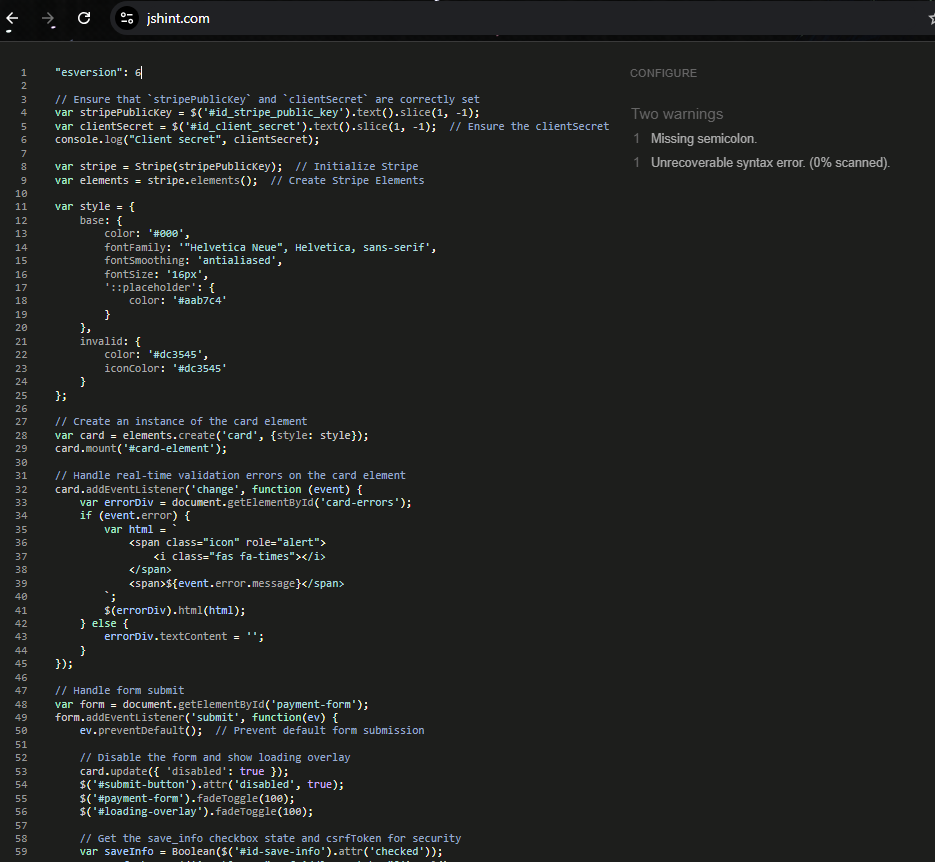 jshint.com
1 "esversion": 6
2
3 // Ensure that `stripePublicKey` and `clientSecret` are correctly set
4 var stripePublicKey = $('#id_stripe_public_key').text().slice(1, -1);
5 var clientSecret = $('#id_client_secret').text().slice(1, -1);  // Ensure the clientSecret
6 console.log("Client secret", clientSecret);
7
8 var stripe = Stripe(stripePublicKey);  // Initialize Stripe
9 var elements = stripe.elements();  // Create Stripe Elements
10
11 var style = {
12     base: {
13         color: '#000',
14         fontFamily: '"Helvetica Neue", Helvetica, sans-serif',
15         fontSmoothing: 'antialiased',
16         fontSize: '16px',
17         '::placeholder': {
18             color: '#aab7c4'
19         }
20     },
21     invalid: {
22         color: '#dc3545',
23         iconColor: '#dc3545'
24     }
25 };
26
27 // Create an instance of the card element
28 var card = elements.create('card', {style: style});
29 card.mount('#card-element');
30
31 // Handle real-time validation errors on the card element
32 card.addEventListener('change', function (event) {
33     var errorDiv = document.getElementById('card-errors');
34     if (event.error) {
35         var html = `
36             <span class="icon" role="alert">
37                 <i class="fas fa-times"></i>
38             </span>
39             <span>${event.error.message}</span>
40         `;
41         $(errorDiv).html(html);
42     } else {
43         errorDiv.textContent = '';
44     }
45 });
46
47 // Handle form submit
48 var form = document.getElementById('payment-form');
49 form.addEventListener('submit', function(ev) {
50     ev.preventDefault();  // Prevent default form submission
51
52     // Disable the form and show loading overlay
53     card.update({ 'disabled': true });
54     $('#submit-button').attr('disabled', true);
55     $('#payment-form').fadeToggle(100);
56     $('#loading-overlay').fadeToggle(100);
57
58     // Get the save_info checkbox state and csrfToken for security
59     var saveInfo = Boolean($('#id-save-info').attr('checked'));
CONFIGURE
Two warnings
1 Missing semicolon.
1 Unrecoverable syntax error. (0% scanned).